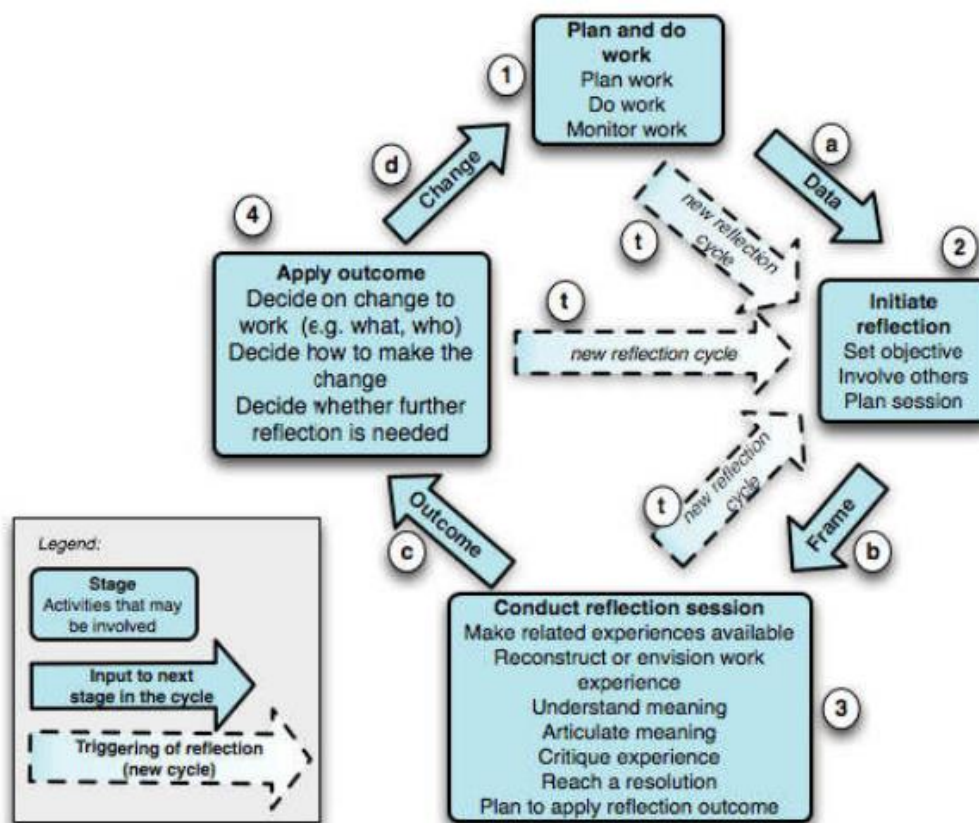 Plan and do
work
Plan work
Do work
Monitor work
1
a
Data
d
Change
new reflection
cycle
t
4
Apply outcome
Decide on change to
work (e.g. what, who)
Decide how to make the
change
Decide whether further
reflection is needed
t
new reflection cycle
2
Initiate
reflection
Set objective
Involve others
Plan session
new reflection
cycle
t
Frame
b
Outcome
c
Conduct reflection session
Make related experiences available
Reconstruct or envision work
experience
Understand meaning
Articulate meaning
Critique experience
Reach a resolution
Plan to apply reflection outcome
3
Legend:
Stage
Activities that may
be involved
Input to next
stage in the cycle
Triggering of reflection
(new cycle)